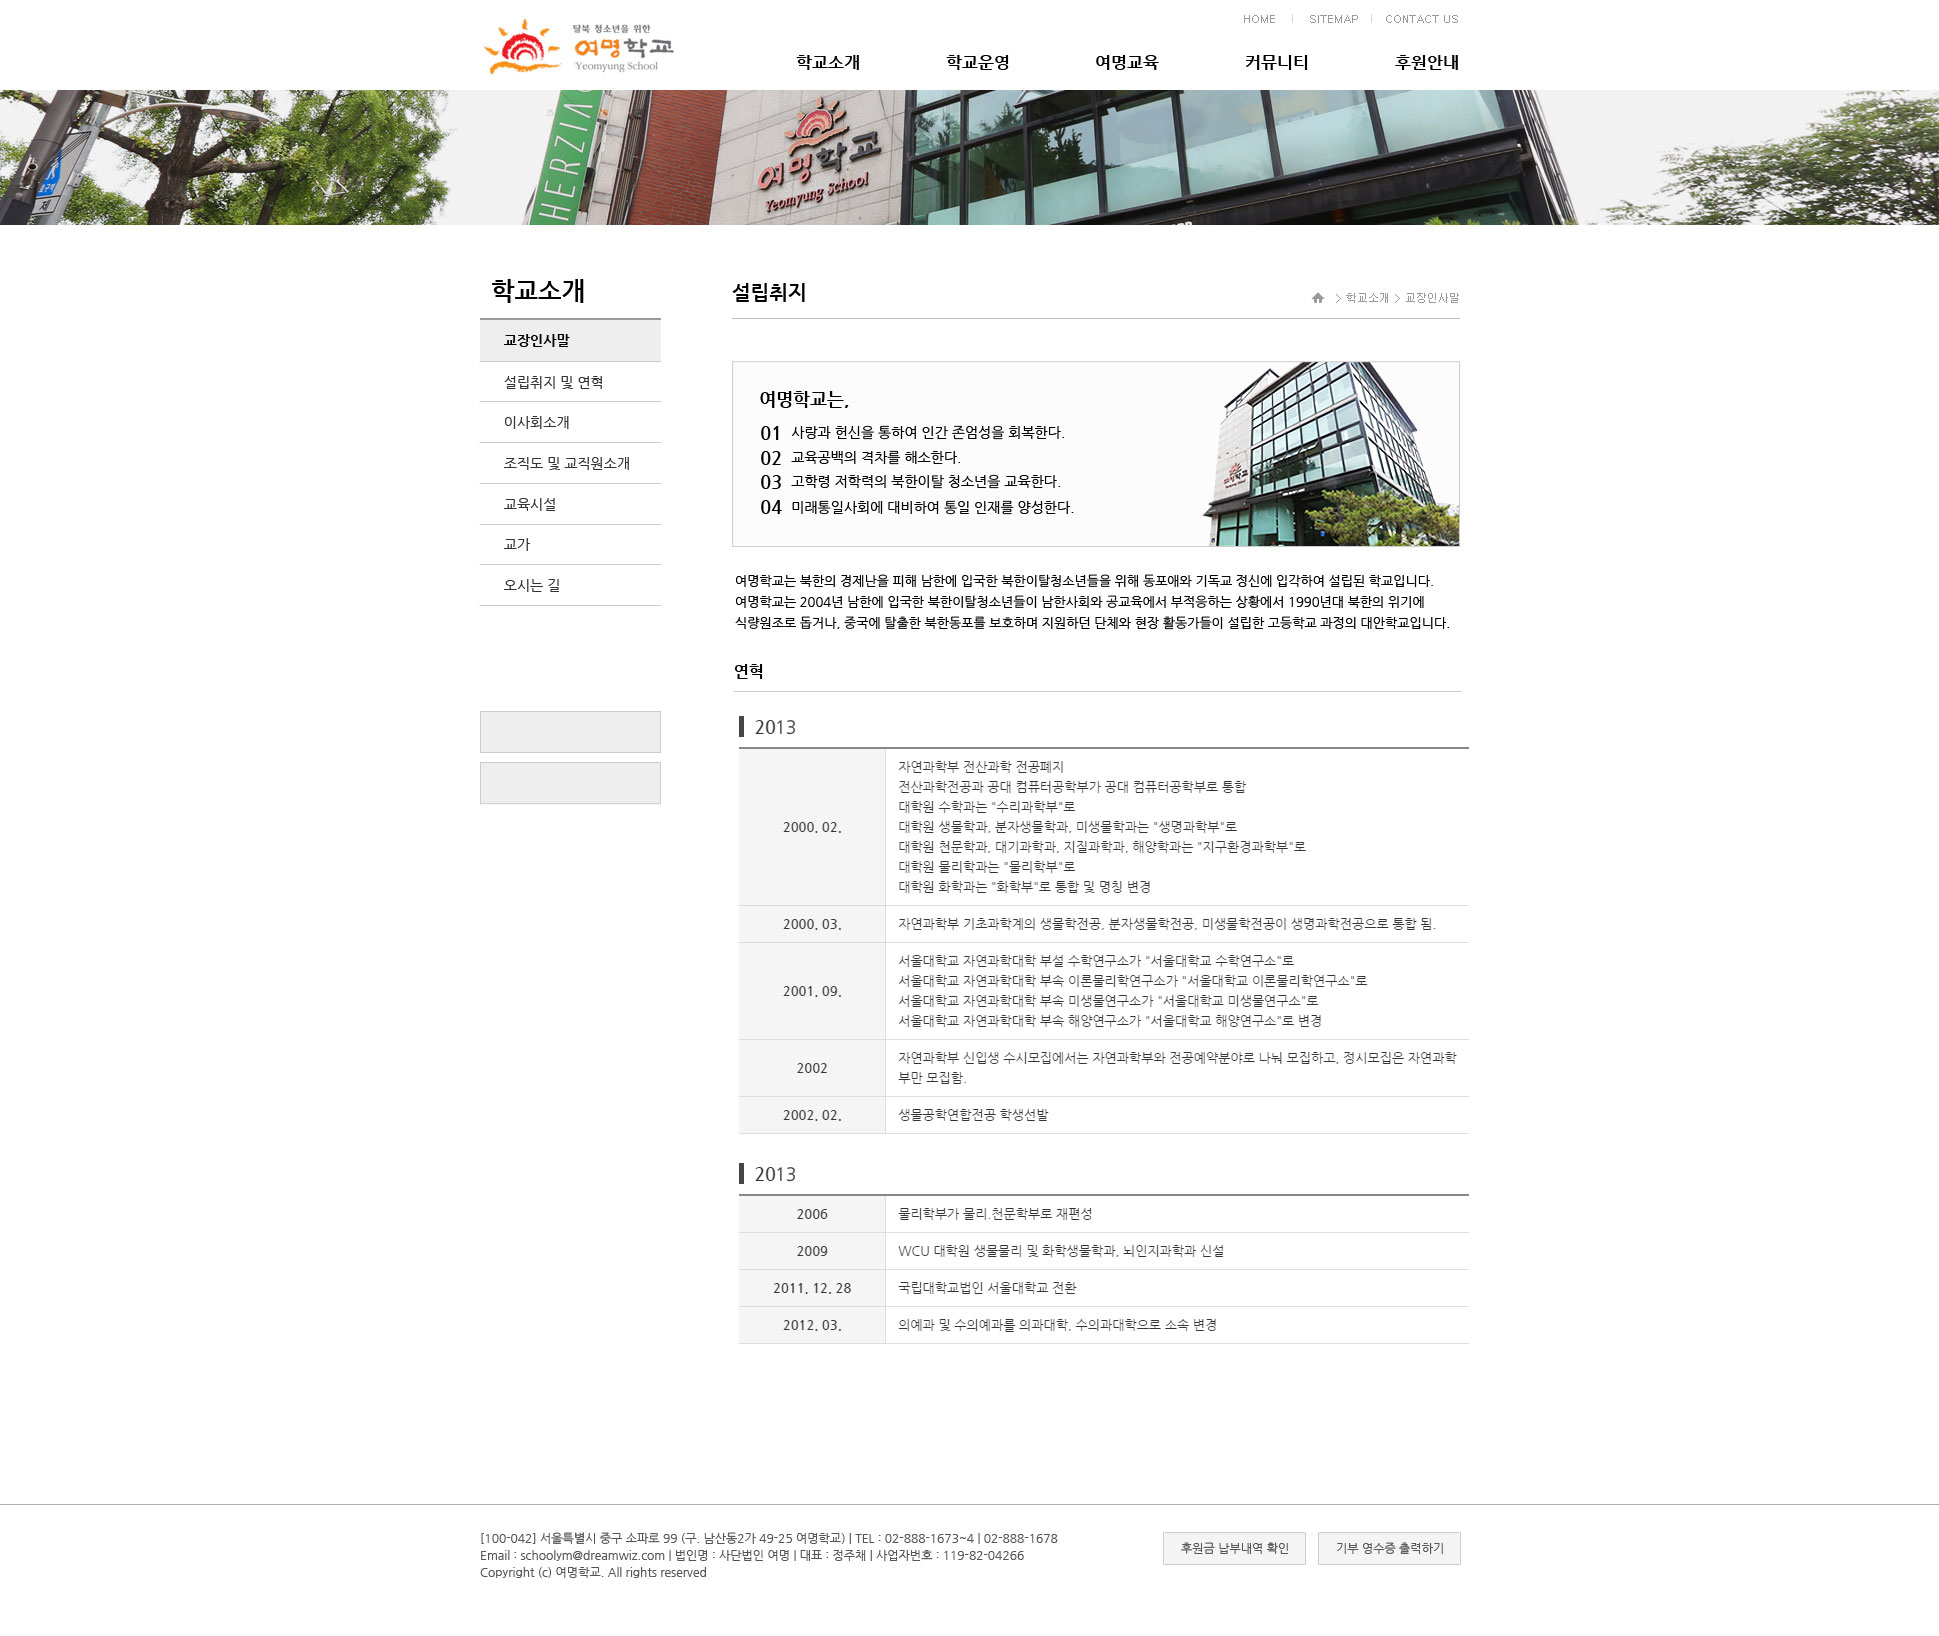 탈북 청소년을 위한
여명학교
Yeomyung School
HOME | SITEMAP | CONTACT US
학교소개 학교운영 여명교육 커뮤니티 후원안내
HERZIA
여명학교
Yeomyung School
학교소개
교장인사말
설립취지 및 연혁
이사회소개
조직도 및 교직원소개
교육시설
교가
오시는 길
설립취지
> 학교소개 > 교장인사말
여명학교는,
01 사랑과 헌신을 통하여 인간 존엄성을 회복한다.
02 교육공백의 격차를 해소한다.
03 고학령 저학력의 북한이탈 청소년을 교육한다.
04 미래통일사회에 대비하여 통일 인재를 양성한다.
여명학교
여명학교는 북한의 경제난을 피해 남한에 입국한 북한이탈청소년들을 위해 동포애와 기독교 정신에 입각하여 설립된 학교입니다.
여명학교는 2004년 남한에 입국한 북한이탈청소년들이 남한사회와 공교육에서 부적응하는 상황에서 1990년대 북한의 위기에
식량원조로 돕거나, 중국에 탈출한 북한동포를 보호하며 지원하던 단체와 현장 활동가들이 설립한 고등학교 과정의 대안학교입니다.
연혁
2013
2000. 02.
자연과학부 전산과학 전공폐지
전산과학전공과 공대 컴퓨터공학부가 공대 컴퓨터공학부로 통합
대학원 수학과는 "수리과학부"로
대학원 생물학과, 분자생물학과, 미생물학과는 "생명과학부"로
대학원 천문학과, 대기과학과, 지질과학과, 해양학과는 "지구환경과학부"로
대학원 물리학과는 "물리학부"로
대학원 화학과는 "화학부"로 통합 및 명칭 변경
2000. 03.
자연과학부 기초과학계의 생물학전공, 분자생물학전공, 미생물학전공이 생명과학전공으로 통합 됨.
2001. 09.
서울대학교 자연과학대학 부설 수학연구소가 "서울대학교 수학연구소"로
서울대학교 자연과학대학 부속 이론물리학연구소가 "서울대학교 이론물리학연구소"로
서울대학교 자연과학대학 부속 미생물연구소가 "서울대학교 미생물연구소"로
서울대학교 자연과학대학 부속 해양연구소가 "서울대학교 해양연구소"로 변경
2002
자연과학부 신입생 수시모집에서는 자연과학부와 전공예약분야로 나눠 모집하고, 정시모집은 자연과학
부만 모집함.
2002. 02.
생물공학연합전공 학생선발
2013
2006
물리학부가 물리.천문학부로 재편성
2009
WCU 대학원 생물물리 및 화학생물학과, 뇌인지과학과 신설
2011. 12. 28
국립대학교법인 서울대학교 전환
2012. 03.
의예과 및 수의예과를 의과대학, 수의과대학으로 소속 변경
[100-042] 서울특별시 중구 소파로 99 (구. 남산동2가 49-25 여명학교) | TEL : 02-888-1673~4 | 02-888-1678
Email : schoolym@dreamwiz.com | 법인명 : 사단법인 여명 | 대표 : 정주채 | 사업자번호 : 119-82-04266
Copyright (c) 여명학교. All rights reserved
후원금 납부내역 확인
기부 영수증 출력하기